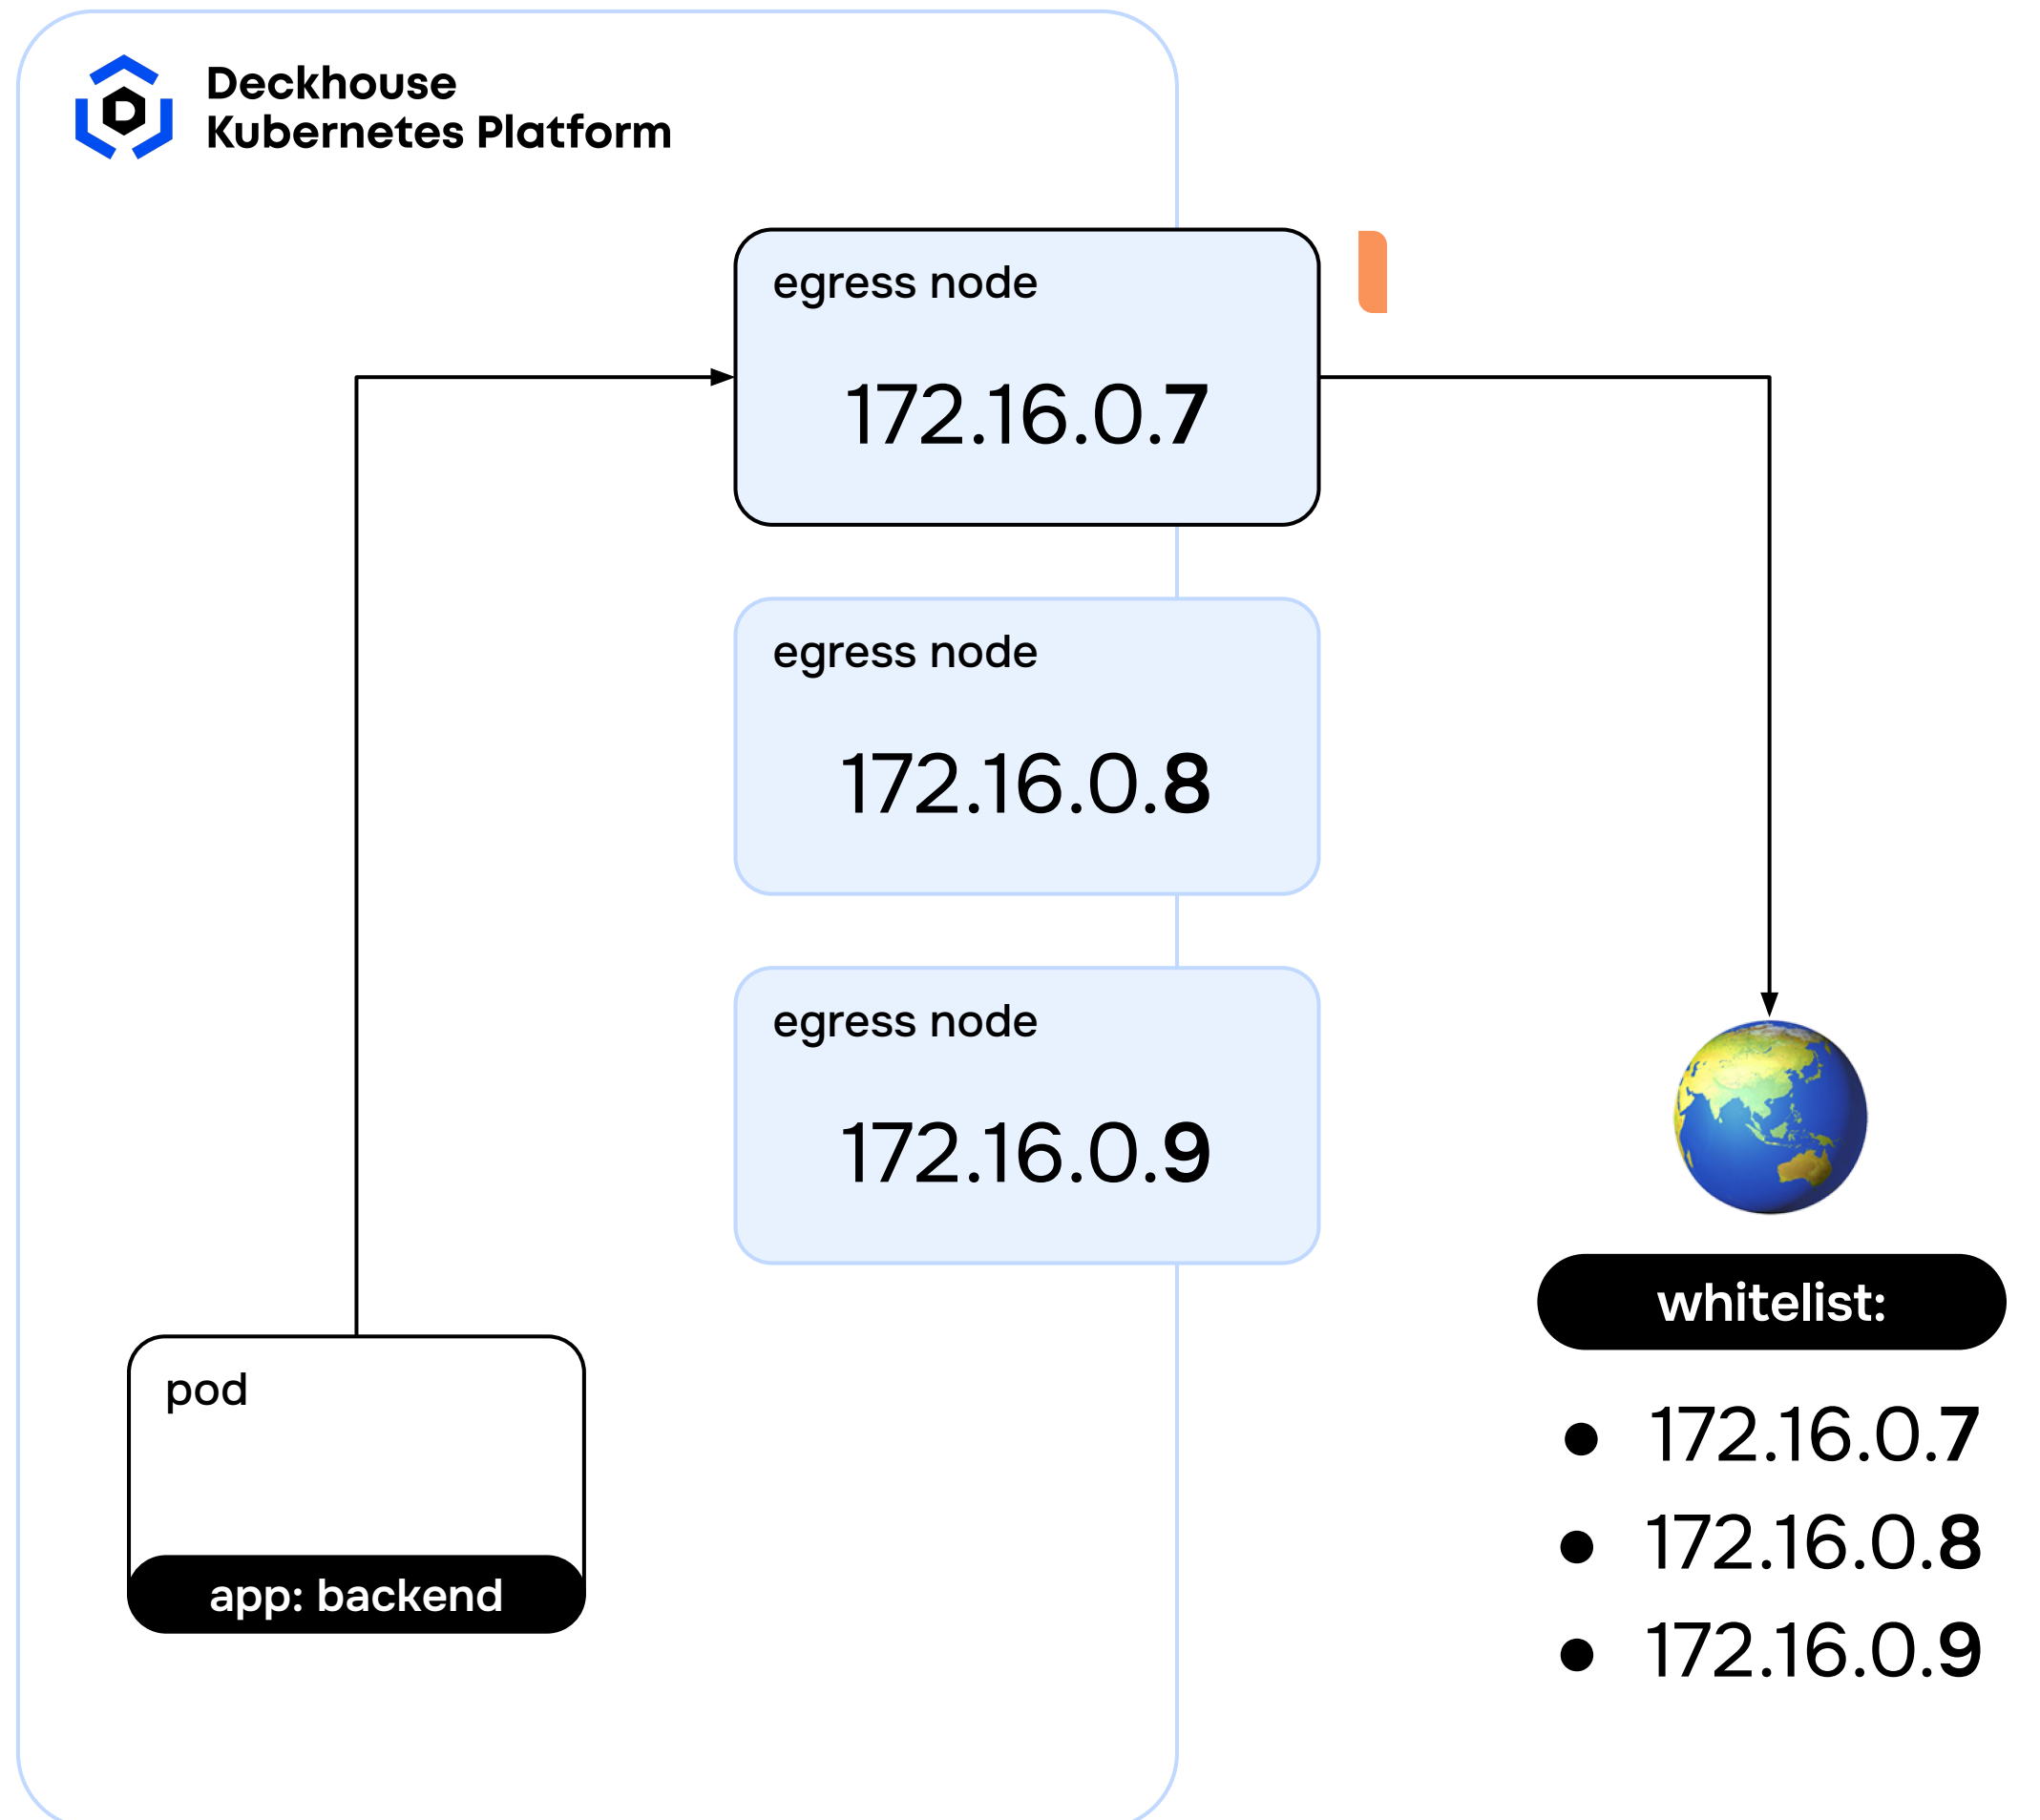 Deckhouse
Kubernetes Platform
egress node
172.16.0.7
egress node
172.16.0.8
egress node
172.16.0.9
pod
app: backend
whitelist:
● 172.16.0.7
● 172.16.0.8
● 172.16.0.9